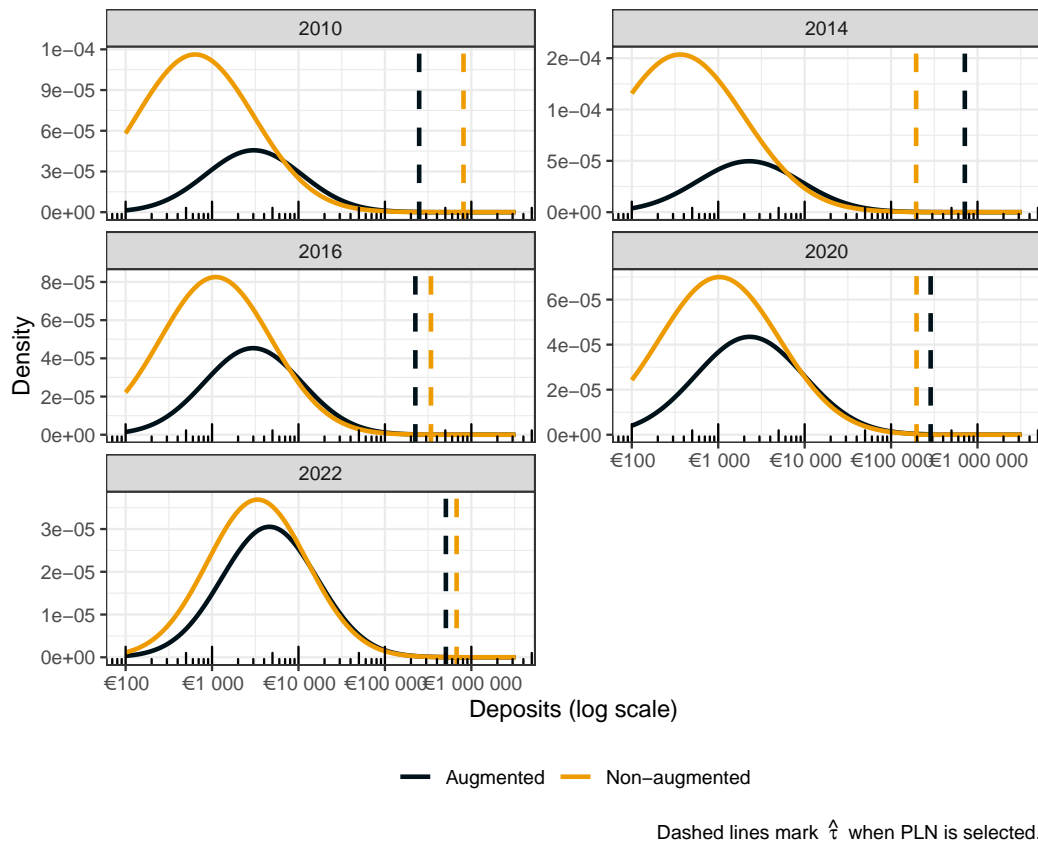 2010
2014
1e−04
9e−05
6e−05
3e−05
0e+00
2e−04
1e−04
5e−05
0e+00
2016
2020
8e−05
6e−05
4e−05
2e−05
0e+00
6e−05
4e−05
2e−05
0e+00
€100 €1 000 €10 000 €100 000 €1 000 000
2022
3e−05
2e−05
1e−05
0e+00
€100 €1 000 €10 000 €100 000 €1 000 000
Density
Deposits (log scale)
Augmented Non−augmented
Dashed lines mark τ̂ when PLN is selected.